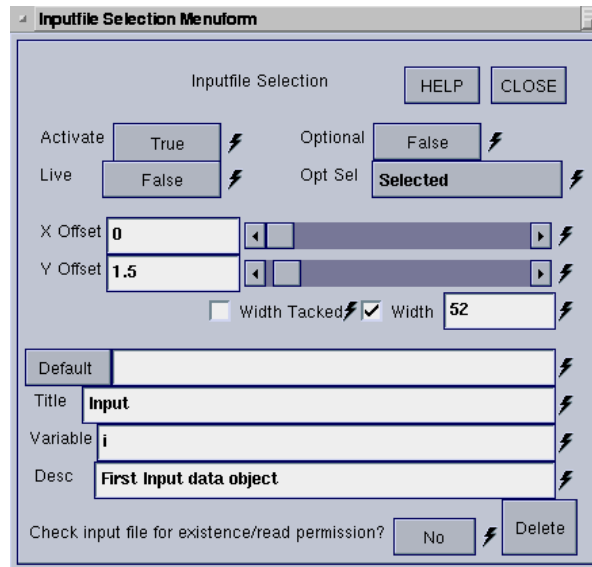 Inputfile Selection Menuform
Inputfile Selection HELP CLOSE
Activate True Optional False
Live False Opt Sel Selected
X Offset 0
Y Offset 1.5
Width Tacked Width 52
Default
Title Input
Variable i
Desc First Input data object
Check input file for existence/read permission? No Delete